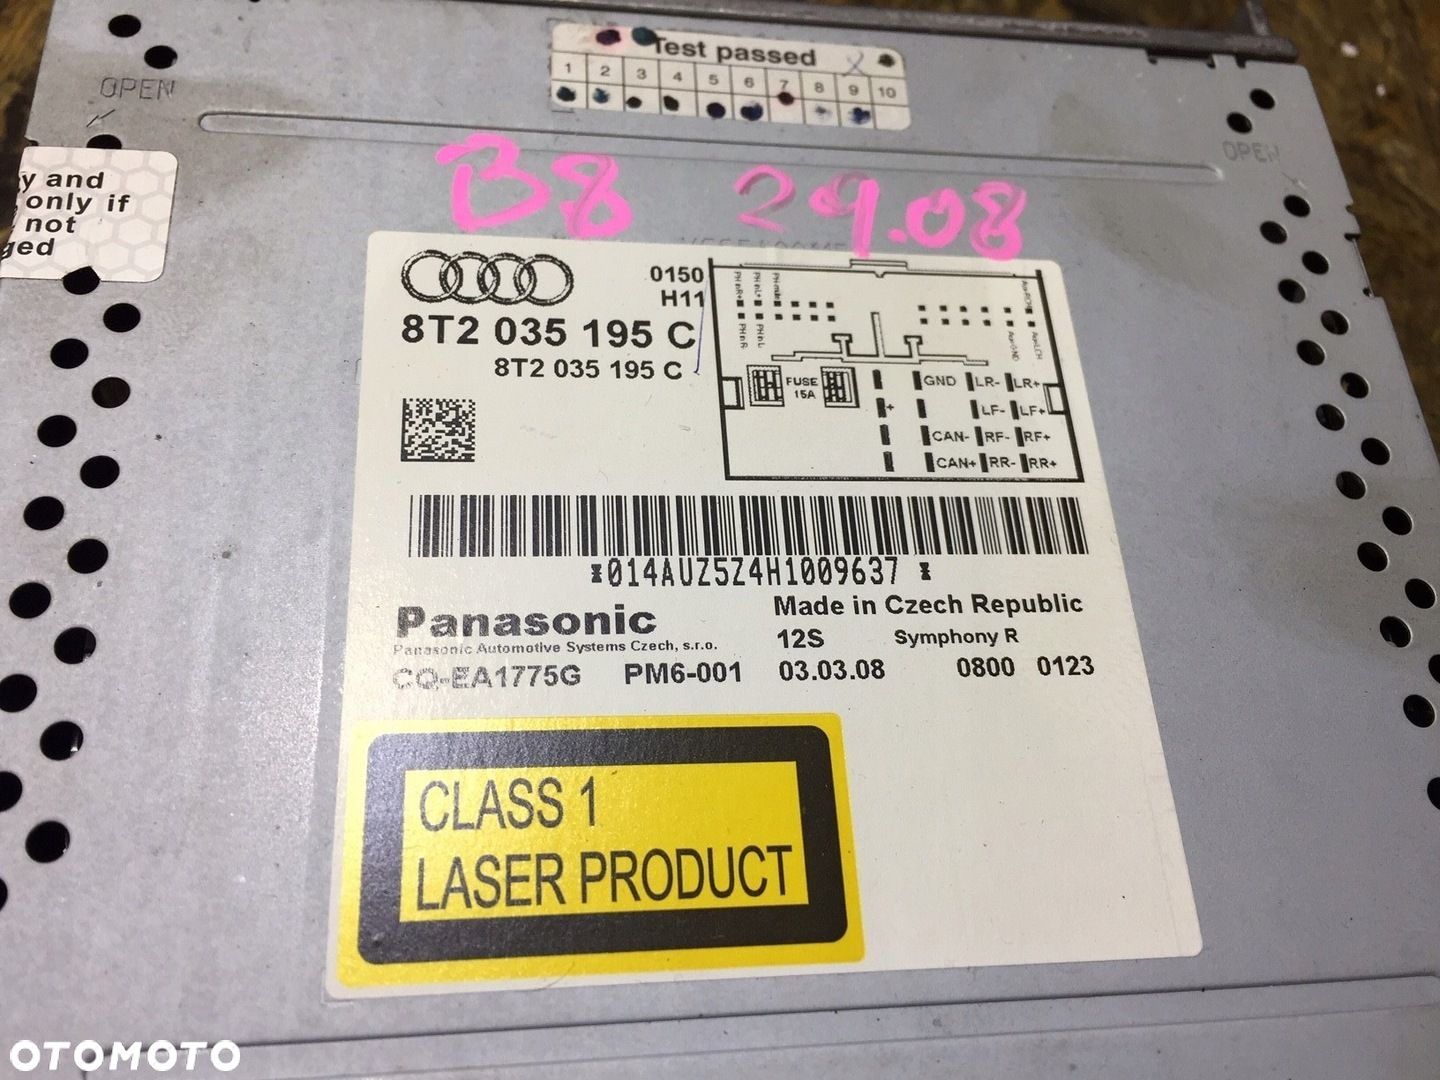 Test passed
1 2 3 4 5 6 7 8 9 10
OPEN
OPEN
y and
only if
not
ged
B8 29.08
0150
H11
8T2 035 195 C
8T2 035 195 C
FUSE
15A
GND LR- LR+
+ LF- LF+
CAN- RF- RF+
CAN+ RR- RR+
*014AUZ5Z4H1009637 *
Panasonic
Made in Czech Republic
Panasonic Automotive Systems Czech, s.r.o.
12S Symphony R
CQ-EA1775G PM6-001 03.03.08 0800 0123
CLASS 1
LASER PRODUCT
OTOMOTO